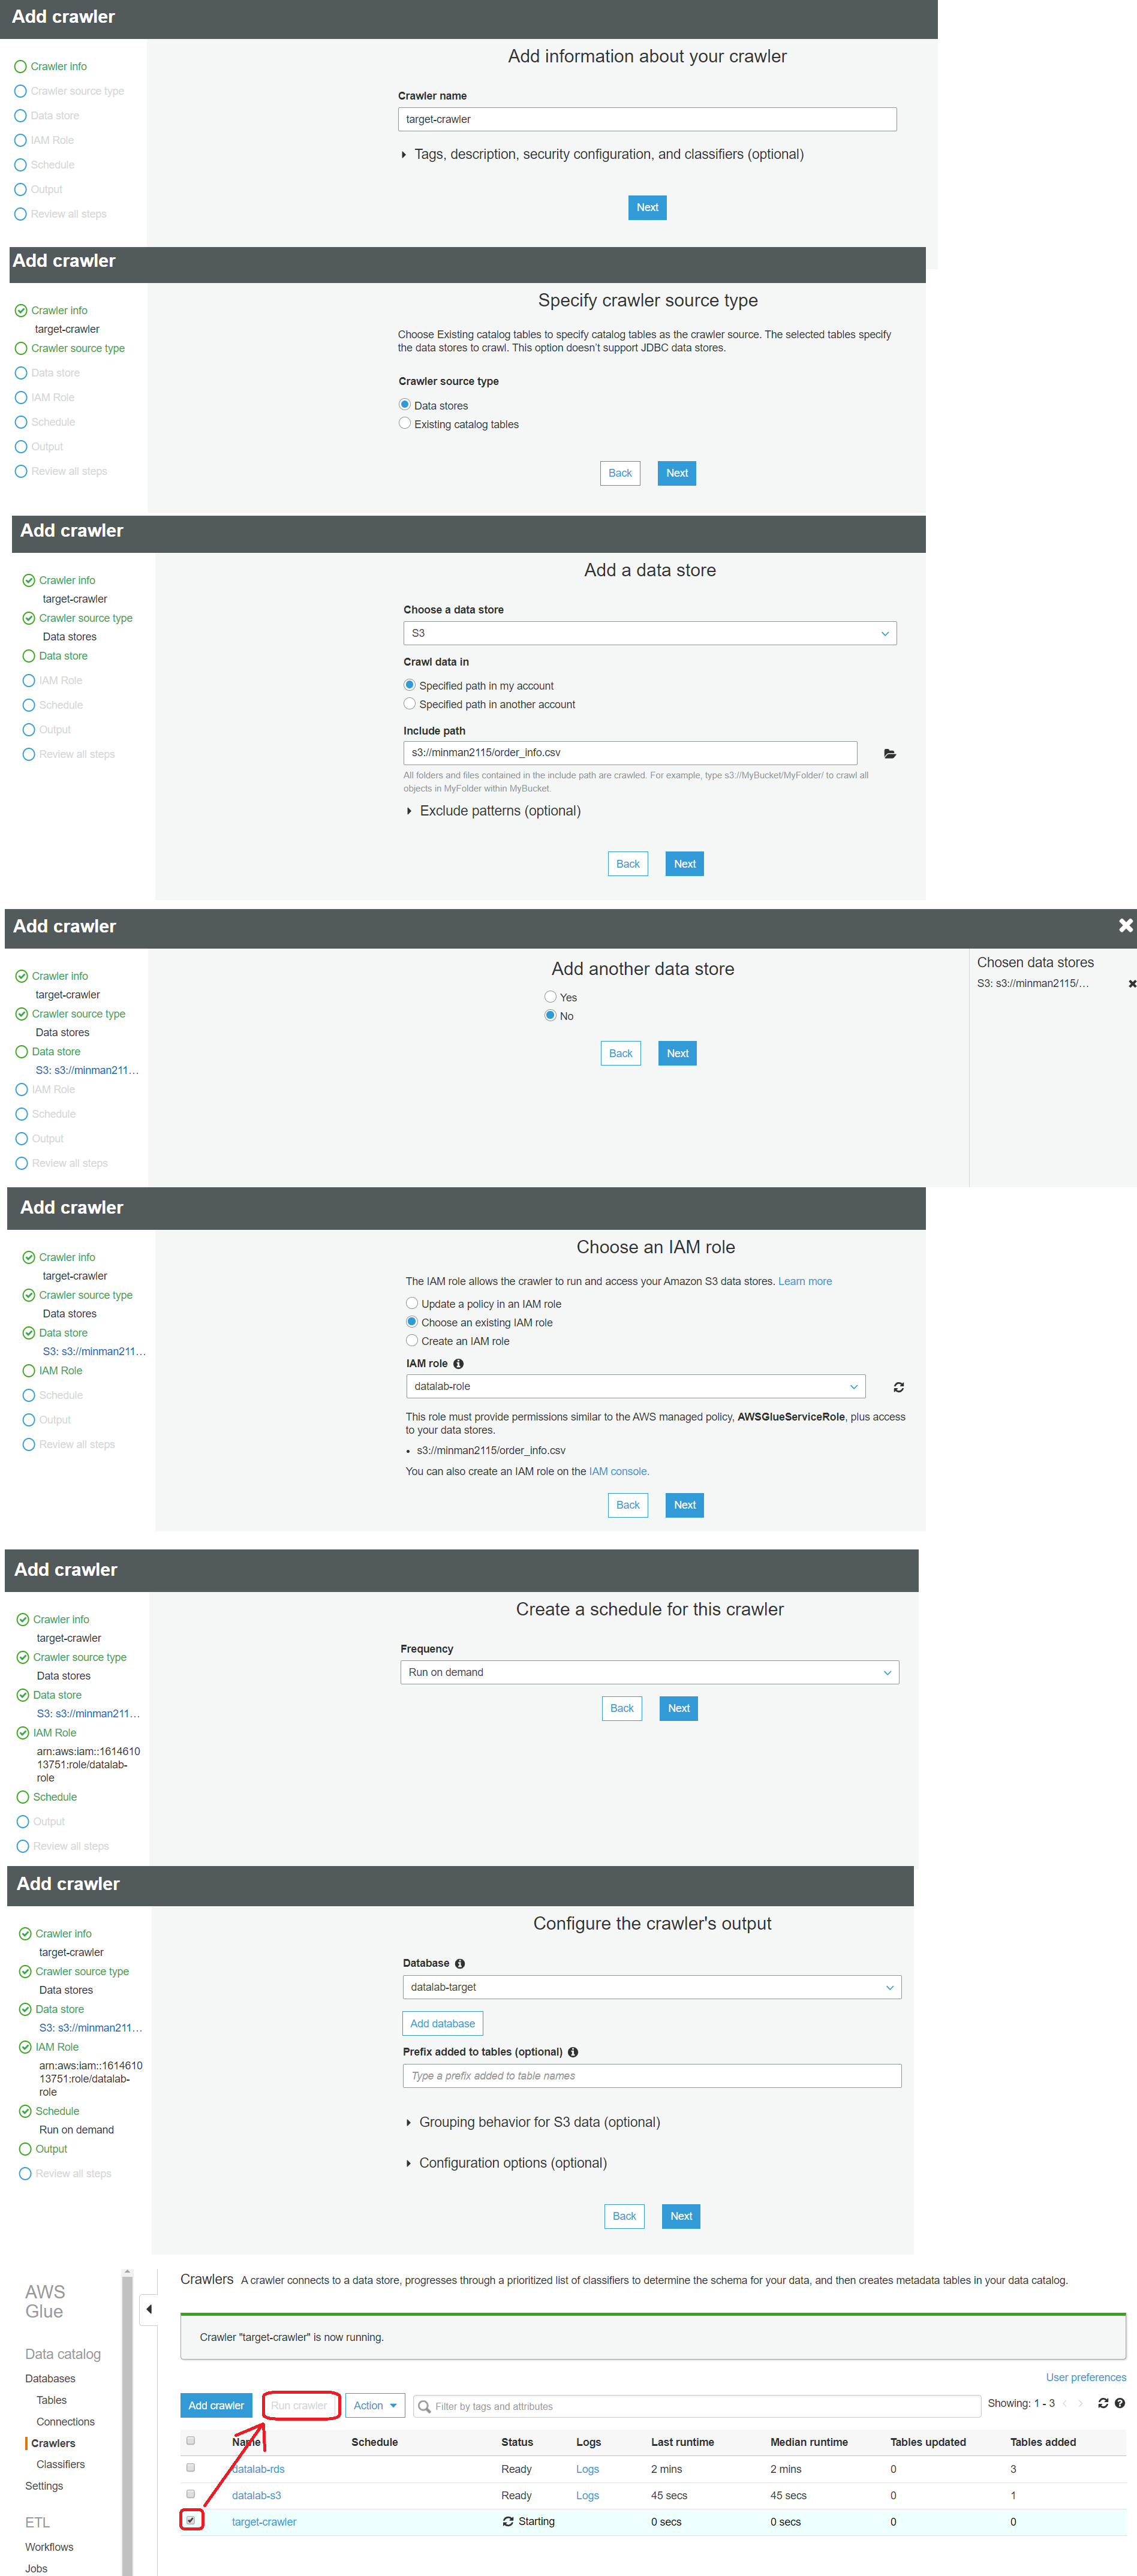 Add crawler
Crawler info
Crawler source type
Data store
IAM Role
Schedule
Output
Review all steps
Add information about your crawler
Crawler name
target-crawler
Tags, description, security configuration, and classifiers (optional)
Next
Add crawler
Crawler info
target-crawler
Crawler source type
Data store
IAM Role
Schedule
Output
Review all steps
Specify crawler source type
Choose Existing catalog tables to specify catalog tables as the crawler source. The selected tables specify
the data stores to crawl. This option doesn't support JDBC data stores.
Crawler source type
Data stores
Existing catalog tables
Back Next
Add crawler
Crawler info
target-crawler
Crawler source type
Data stores
Data store
IAM Role
Schedule
Output
Review all steps
Add a data store
Choose a data store
S3
Crawl data in
Specified path in my account
Specified path in another account
Include path
s3://minman2115/order_info.csv
All folders and files contained in the include path are crawled. For example, type s3://MyBucket/MyFolder/ to crawl all
objects in MyFolder within MyBucket.
Exclude patterns (optional)
Back Next
Add crawler
Crawler info
target-crawler
Crawler source type
Data stores
Data store
S3: s3://minman211...
IAM Role
Schedule
Output
Review all steps
Add another data store
Yes
No
Back Next
Chosen data stores
S3: s3://minman2115/...
Add crawler
Crawler info
target-crawler
Crawler source type
Data stores
Data store
S3: s3://minman211...
IAM Role
Schedule
Output
Review all steps
Choose an IAM role
The IAM role allows the crawler to run and access your Amazon S3 data stores. Learn more
Update a policy in an IAM role
Choose an existing IAM role
Create an IAM role
IAM role
datalab-role
This role must provide permissions similar to the AWS managed policy, AWSGlueServiceRole, plus access
to your data stores.
• s3://minman2115/order_info.csv
You can also create an IAM role on the IAM console.
Back Next
Add crawler
Crawler info
target-crawler
Crawler source type
Data stores
Data store
S3: s3://minman211...
IAM Role
arn:aws:iam::1614610
13751:role/datalab-
role
Schedule
Output
Review all steps
Create a schedule for this crawler
Frequency
Run on demand
Back Next
Add crawler
Crawler info
target-crawler
Crawler source type
Data stores
Data store
S3: s3://minman211...
IAM Role
arn:aws:iam::1614610
13751:role/datalab-
role
Schedule
Run on demand
Output
Review all steps
Configure the crawler's output
Database
datalab-target
Add database
Prefix added to tables (optional)
Type a prefix added to table names
Grouping behavior for S3 data (optional)
Configuration options (optional)
Back Next
AWS
Glue
Data catalog
Databases
Tables
Connections
Crawlers
Classifiers
Settings
ETL
Workflows
Jobs
Crawlers A crawler connects to a data store, progresses through a prioritized list of classifiers to determine the schema for your data, and then creates metadata tables in your data catalog.
Crawler "target-crawler" is now running.
User preferences
Add crawler Run crawler Action Filter by tags and attributes Showing: 1 - 3
Name Schedule Status Logs Last runtime Median runtime Tables updated Tables added
datalab-rds Ready Logs 2 mins 2 mins 0 3
datalab-s3 Ready Logs 45 secs 45 secs 0 1
target-crawler Starting 0 secs 0 secs 0 0